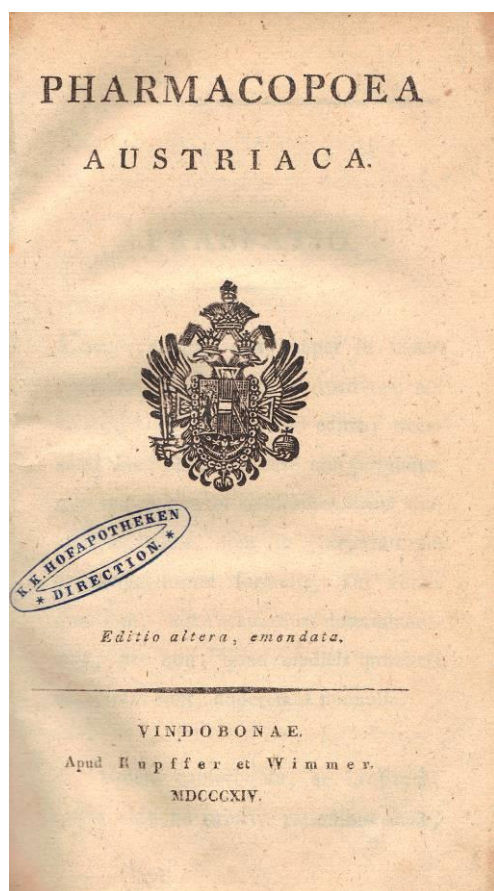 PHARMACOPOEA
AUSTRIACA.
K.K. HOFAPOTHEKEN
* DIRECTION. *
Editio altera, emendata.
VINDOBONAE.
Apud Kupffer et Wimmer.
MDCCCXIV.